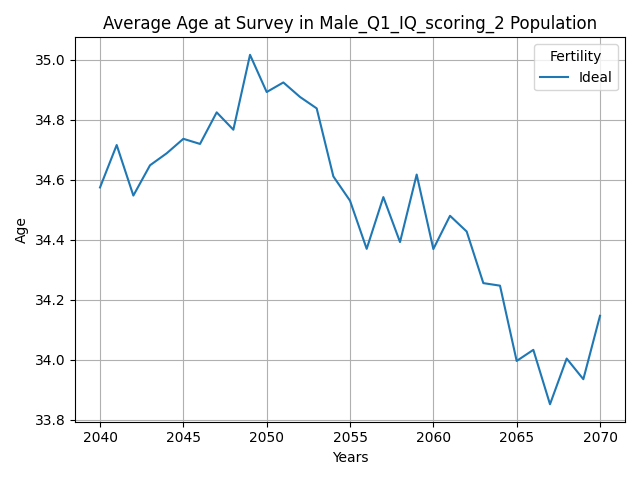 Average Age at Survey in Male_Q1_IQ_scoring_2 Population
Fertility
Ideal
35.0
34.8
34.6
34.4
34.2
34.0
33.8
Age
2040 2045 2050 2055 2060 2065 2070
Years